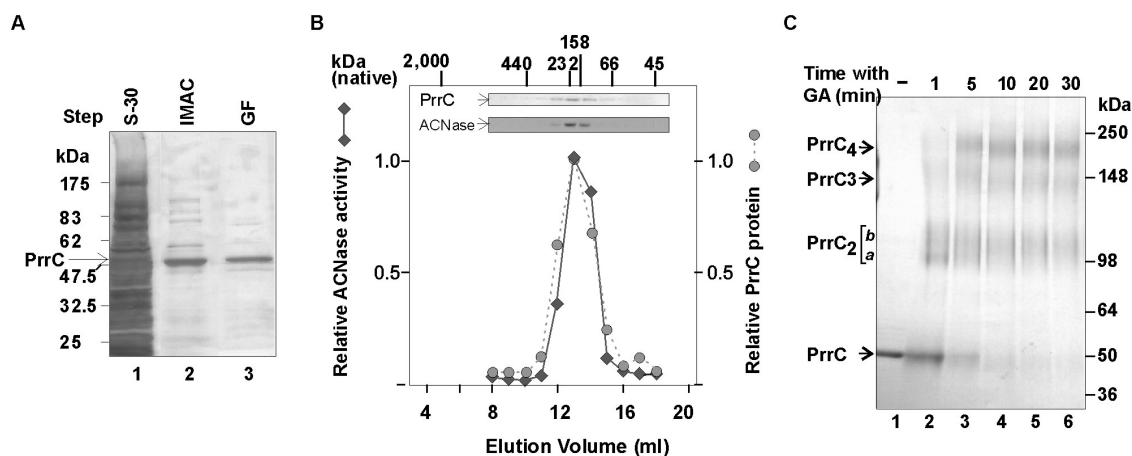 A
Step
S-30
IMAC
GF
kDa
175
83
62
PrrC
47.5
32.5
25
1 2 3
B
kDa
(native)
158
2,000 440 232 66 45
PrrC
ACNase
1.0 1.0
0.5 0.5
Relative ACNase activity
Relative PrrC protein
4 8 12 16 20
Elution Volume (ml)
C
Time with
GA (min)
– 1 5 10 20 30
kDa
PrrC4 250
PrrC3 148
PrrC2 b
a
98
64
PrrC 50
36
1 2 3 4 5 6